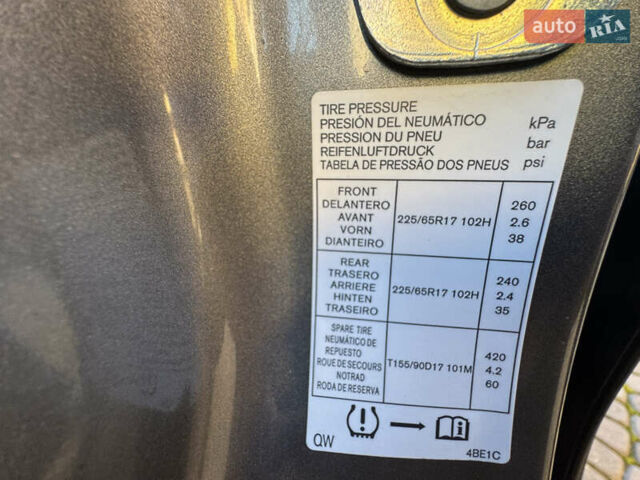 auto RIA
.com
TIRE PRESSURE
PRESIÓN DEL NEUMÁTICO kPa
PRESSION DU PNEU bar
REIFENLUFTDRUCK
TABELA DE PRESSÃO DOS PNEUS psi
FRONT
DELANTERO 260
AVANT 225/65R17 102H 2.6
VORN 38
DIANTEIRO
REAR
TRASERO 240
ARRIERE 225/65R17 102H 2.4
HINTEN 35
TRASEIRO
SPARE TIRE
NEUMÁTICO DE
REPUESTO 420
ROUE DE SECOURS T155/90D17 101M 4.2
NOTRAD 60
RODA DE RESERVA
QW
4BE1C